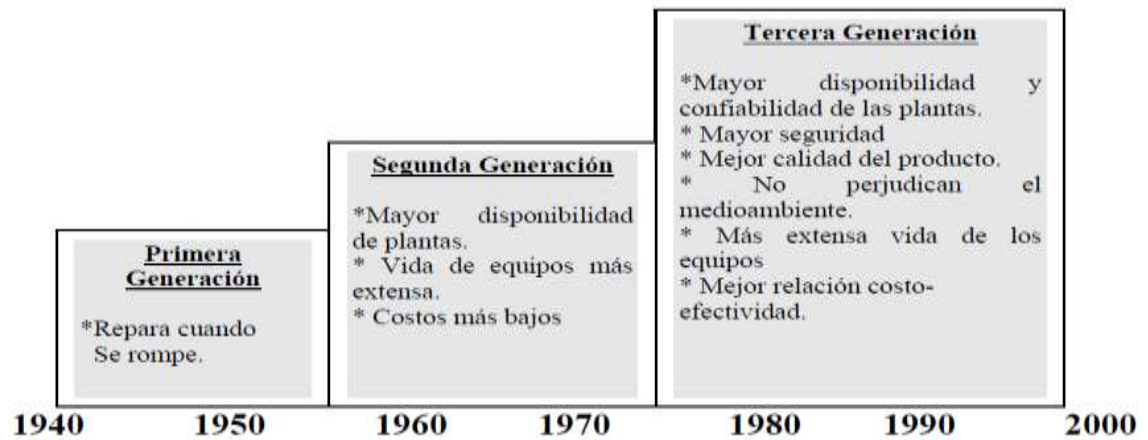 Primera
Generación
*Repara cuando
Se rompe.
Segunda Generación
*Mayor disponibilidad
de plantas.
* Vida de equipos más
extensa.
* Costos más bajos
Tercera Generación
*Mayor disponibilidad y
confiabilidad de las plantas.
* Mayor seguridad
* Mejor calidad del producto.
* No perjudican el
medioambiente.
* Más extensa vida de los
equipos
* Mejor relación costo-
efectividad.
1940 1950 1960 1970 1980 1990 2000